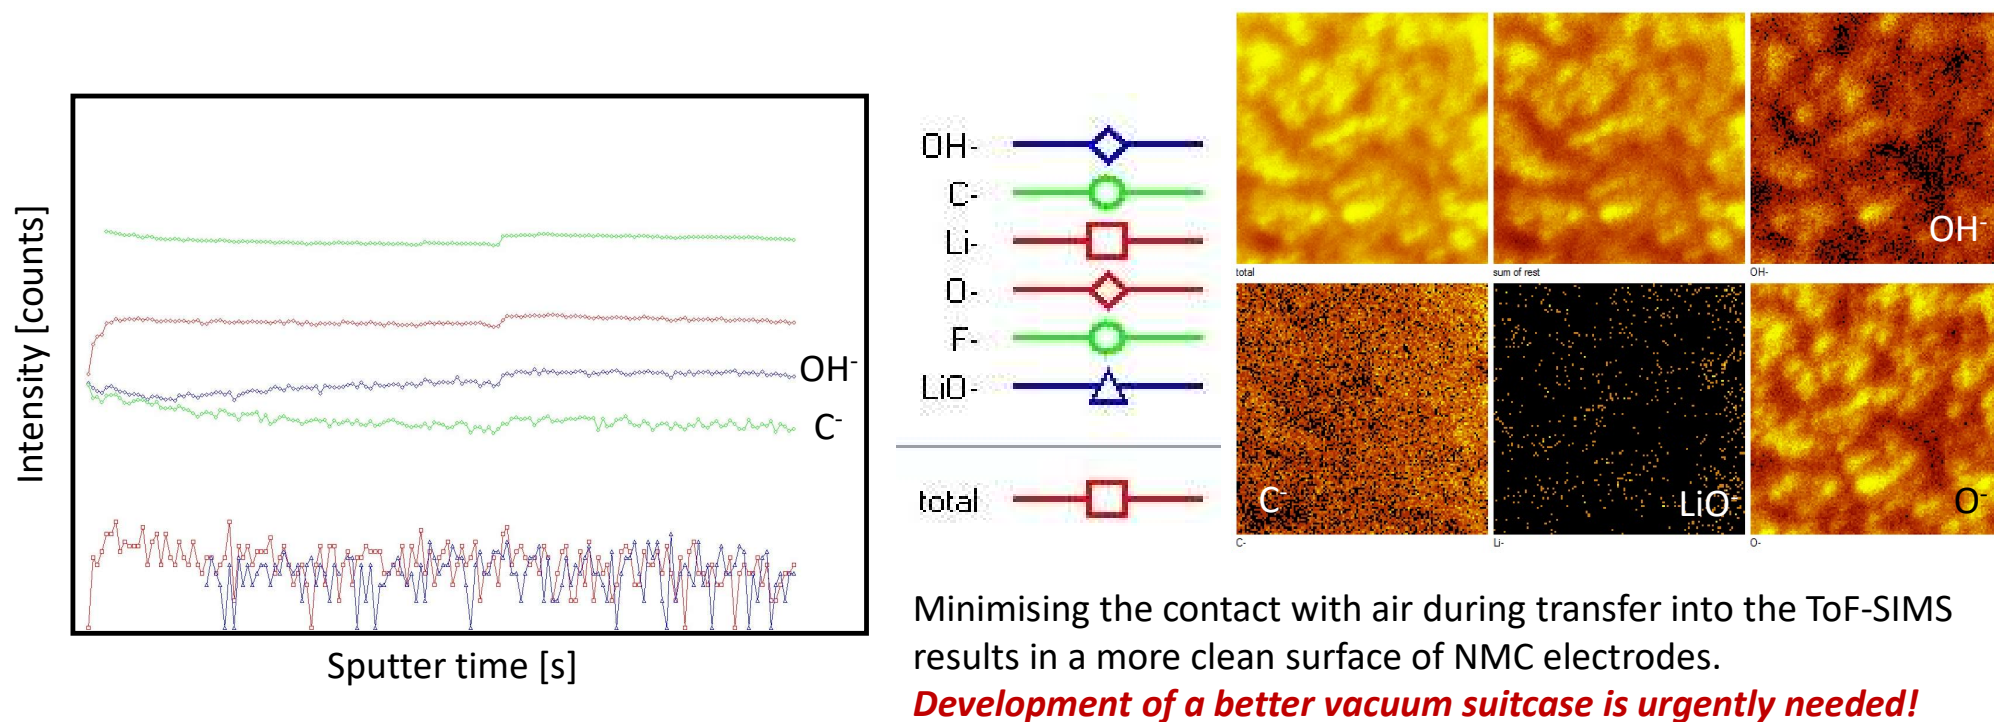 Intensity [counts]
OH-
C-
Sputter time [s]
OH-
C-
Li-
O-
F-
LiO-
total
total
sum of rest
OH-
OH-
C-
LiO-
O-
C-
Li-
O-
Minimising the contact with air during transfer into the ToF-SIMS
results in a more clean surface of NMC electrodes.
Development of a better vacuum suitcase is urgently needed!